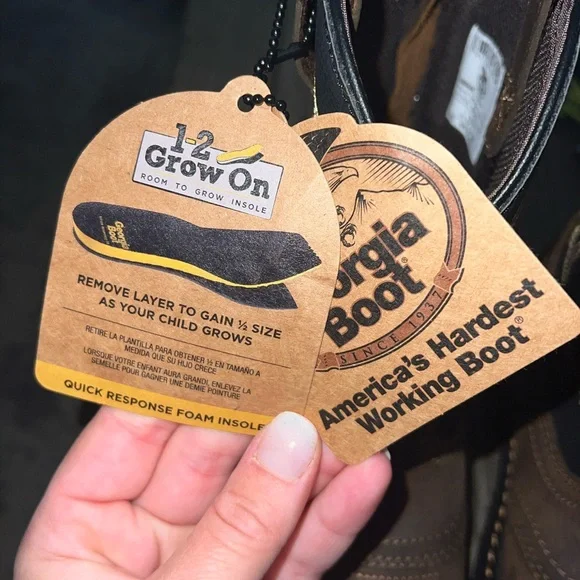 1-2
Grow On
ROOM TO GROW INSOLE
Georgia
Boot
REMOVE LAYER TO GAIN ½ SIZE
AS YOUR CHILD GROWS
RETIRE LA PLANTILLA PARA OBTENER ½ EN TAMAÑO A
MEDIDA QUE SU HIJO CRECE
LORSQUE VOTRE ENFANT AURA GRANDI, ENLEVEZ LA
SEMELLE POUR GAGNER UNE DEMIE POINTURE
QUICK RESPONSE FOAM INSOLE
orgia
Boot®
SINCE 1937
America's Hardest
Working Boot®